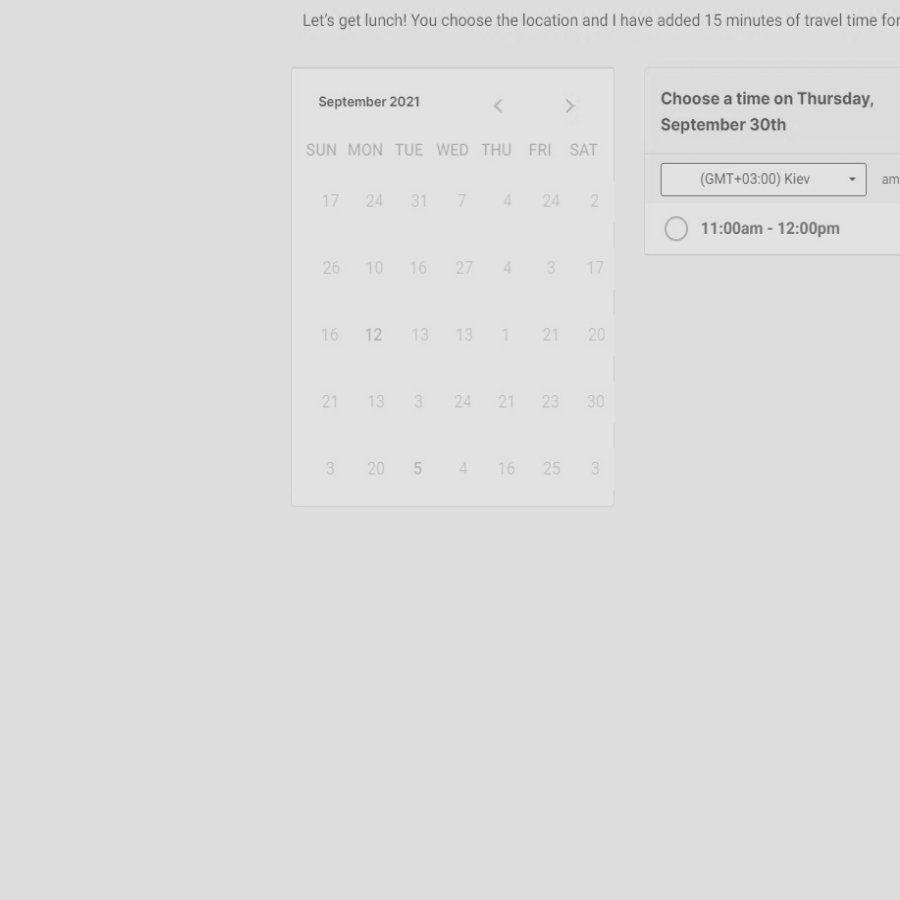 Let's get lunch! You choose the location and I have added 15 minutes of travel time for
September 2021
SUN MON TUE WED THU FRI SAT
17 24 31 7 4 24 2
26 10 16 27 4 3 17
16 12 13 13 1 21 20
21 13 3 24 21 23 30
3 20 5 4 16 25 3
Choose a time on Thursday,
September 30th
(GMT+03:00) Kiev am
11:00am - 12:00pm